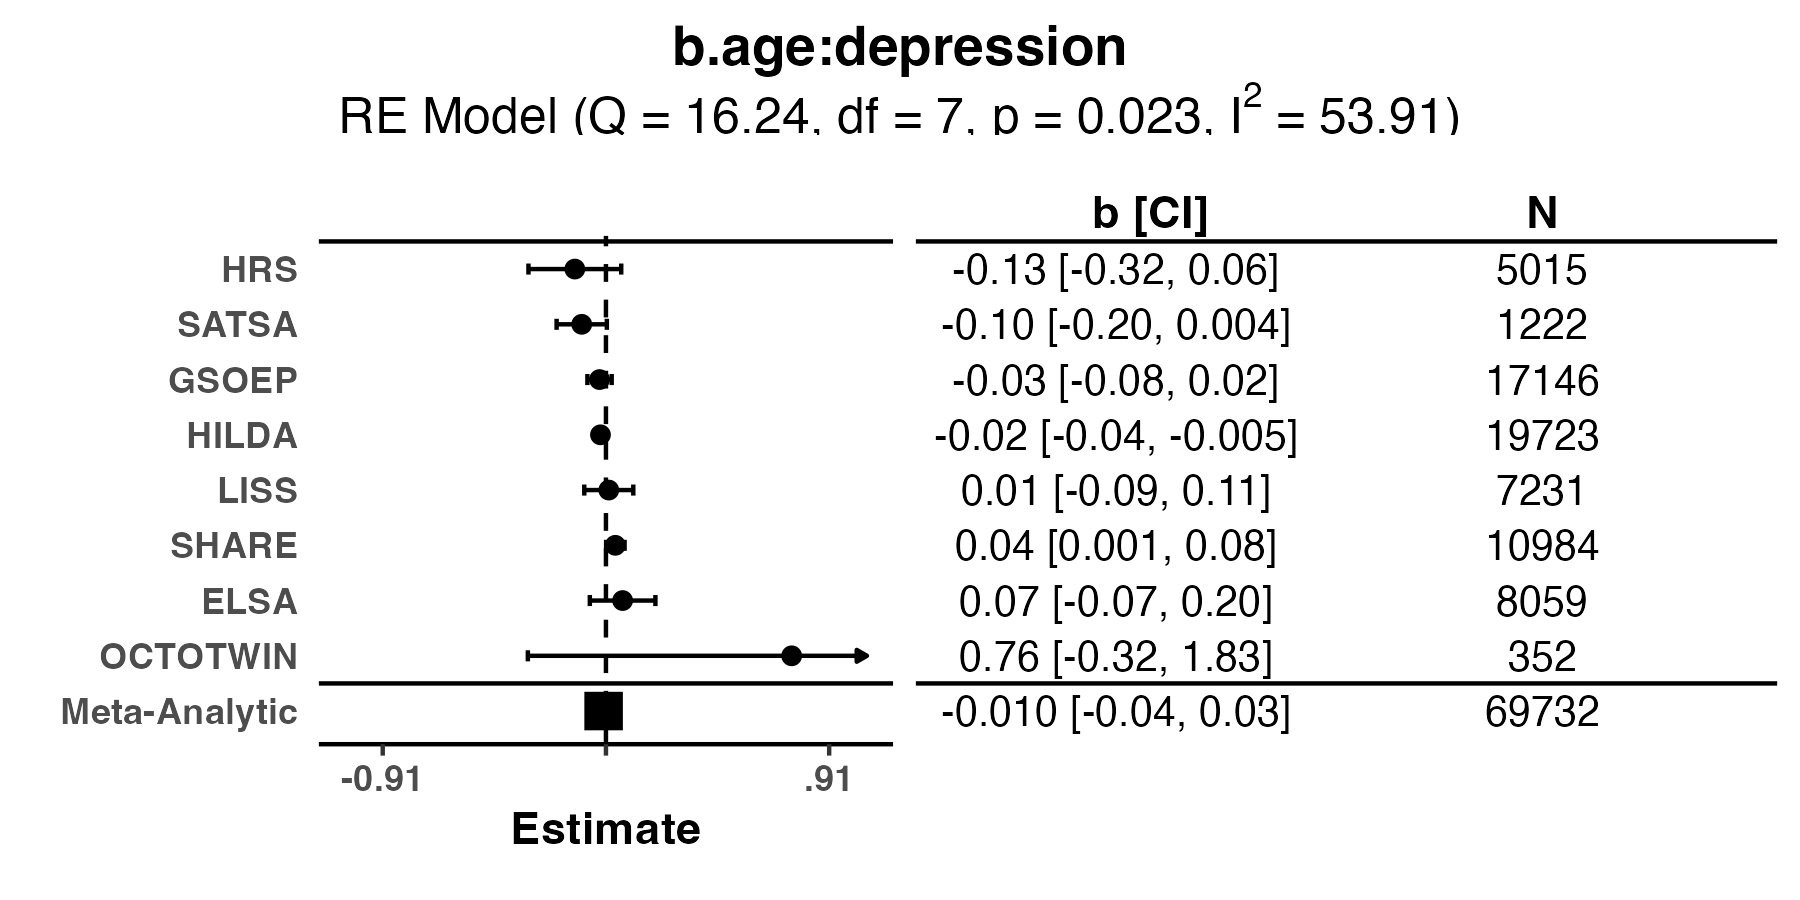 b.age:depression
RE Model (Q = 16.24, df = 7, p = 0.023, I² = 53.91)
b [CI] N
HRS -0.13 [-0.32, 0.06] 5015
SATSA -0.10 [-0.20, 0.004] 1222
GSOEP -0.03 [-0.08, 0.02] 17146
HILDA -0.02 [-0.04, -0.005] 19723
LISS 0.01 [-0.09, 0.11] 7231
SHARE 0.04 [0.001, 0.08] 10984
ELSA 0.07 [-0.07, 0.20] 8059
OCTOTWIN 0.76 [-0.32, 1.83] 352
Meta-Analytic -0.010 [-0.04, 0.03] 69732
-0.91 .91
Estimate